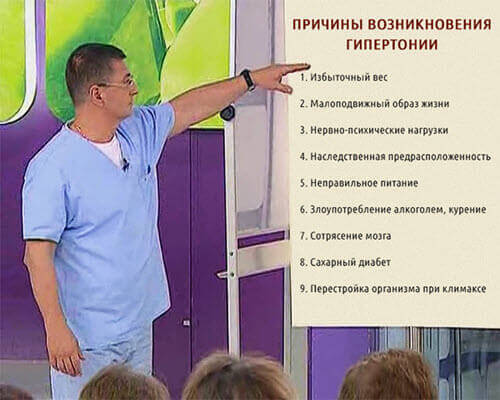 ПРИЧИНЫ ВОЗНИКНОВЕНИЯ
ГИПЕРТОНИИ
1. Избыточный вес
2. Малоподвижный образ жизни
3. Нервно-психические нагрузки
4. Наследственная предрасположенность
5. Неправильное питание
6. Злоупотребление алкоголем, курение
7. Сотрясение мозга
8. Сахарный диабет
9. Перестройка организма при климаксе